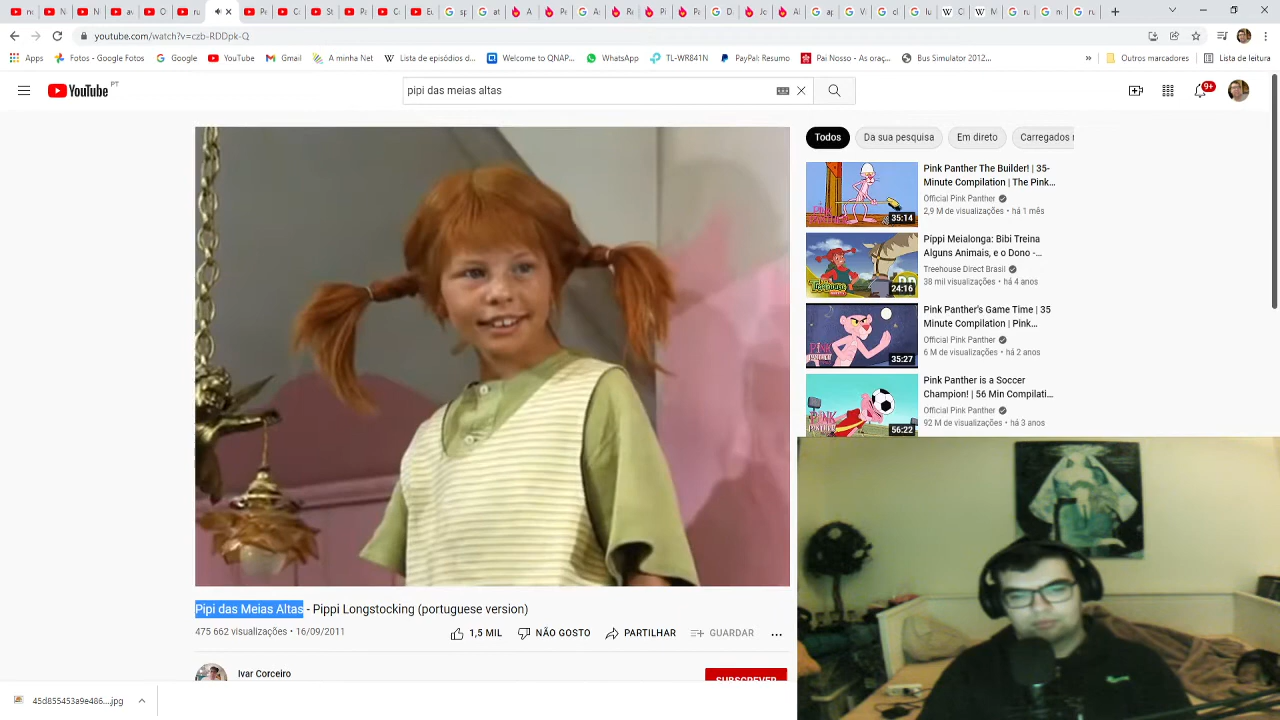 youtube.com/watch?v=czb-RDDpk-Q
Apps
Fotos - Google Fotos
Google
YouTube
Gmail
A minha Net
Lista de episódios d...
Welcome to QNAP...
WhatsApp
TL-WR841N
PayPal: Resumo
Pai Nosso - As oraç...
Bus Simulator 2012...
»
Outros marcadores
Lista de leitura
YouTube PT
pipi das meias altas
9+
Todos
Da sua pesquisa
Em direto
Carregados
Pink Panther The Builder! | 35-
Minute Compilation | The Pink...
Official Pink Panther
2,9 M de visualizações • há 1 mês
35:14
Píppi Meialonga: Bibi Treina
Alguns Animais, e o Dono -...
Treehouse Direct Brasil
38 mil visualizações • há 4 anos
24:16
Pink Panther's Game Time | 35
Minute Compilation | Pink...
Official Pink Panther
6 M de visualizações • há 2 anos
35:27
Pink Panther is a Soccer
Champion! | 56 Min Compilati...
Official Pink Panther
92 M de visualizações • há 3 anos
56:22
Pipi das Meias Altas - Pippi Longstocking (portuguese version)
475 662 visualizações • 16/09/2011
1,5 MIL
NÃO GOSTO
PARTILHAR
GUARDAR
Ivar Corceiro
SUBSCREVER
45d855453a9e486....jpg